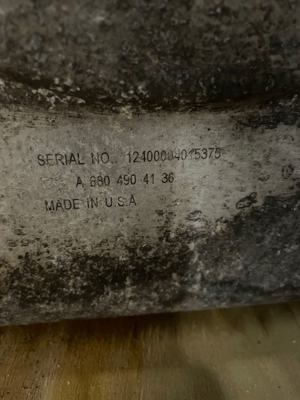 SERIAL NO.: 12400004015375
A 680 490 41 36
MADE IN U.S.A